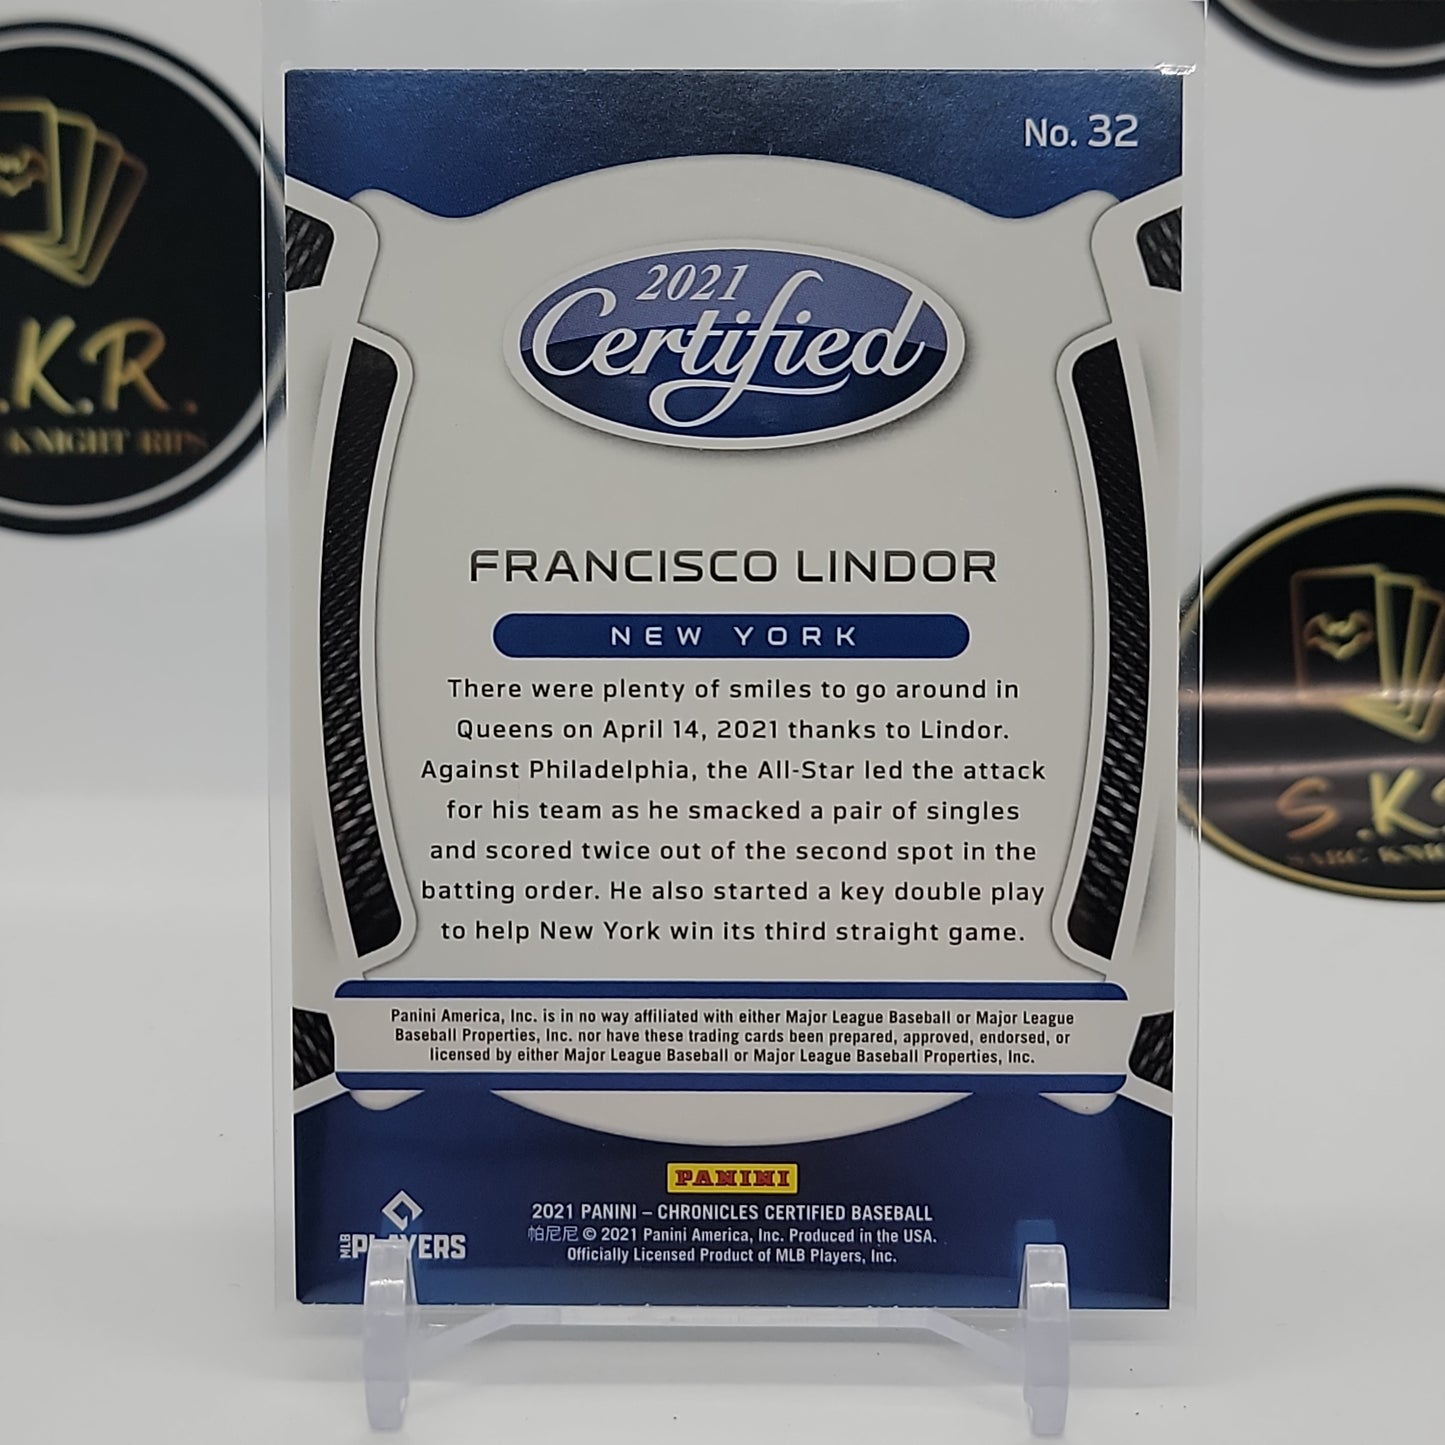 No. 32
2021
Certified
FRANCISCO LINDOR
NEW YORK
There were plenty of smiles to go around in
Queens on April 14, 2021 thanks to Lindor.
Against Philadelphia, the All-Star led the attack
for his team as he smacked a pair of singles
and scored twice out of the second spot in the
batting order. He also started a key double play
to help New York win its third straight game.
Panini America, Inc. is in no way affiliated with either Major League Baseball or Major League
Baseball Properties, Inc. nor have these trading cards been prepared, approved, endorsed, or
licensed by either Major League Baseball or Major League Baseball Properties, Inc.
PANINI
2021 PANINI – CHRONICLES CERTIFIED BASEBALL
帕尼尼 © 2021 Panini America, Inc. Produced in the USA.
Officially Licensed Product of MLB Players, Inc.
MLB PLAYERS
.K.R.
KNIGHT RIPS
S.K.